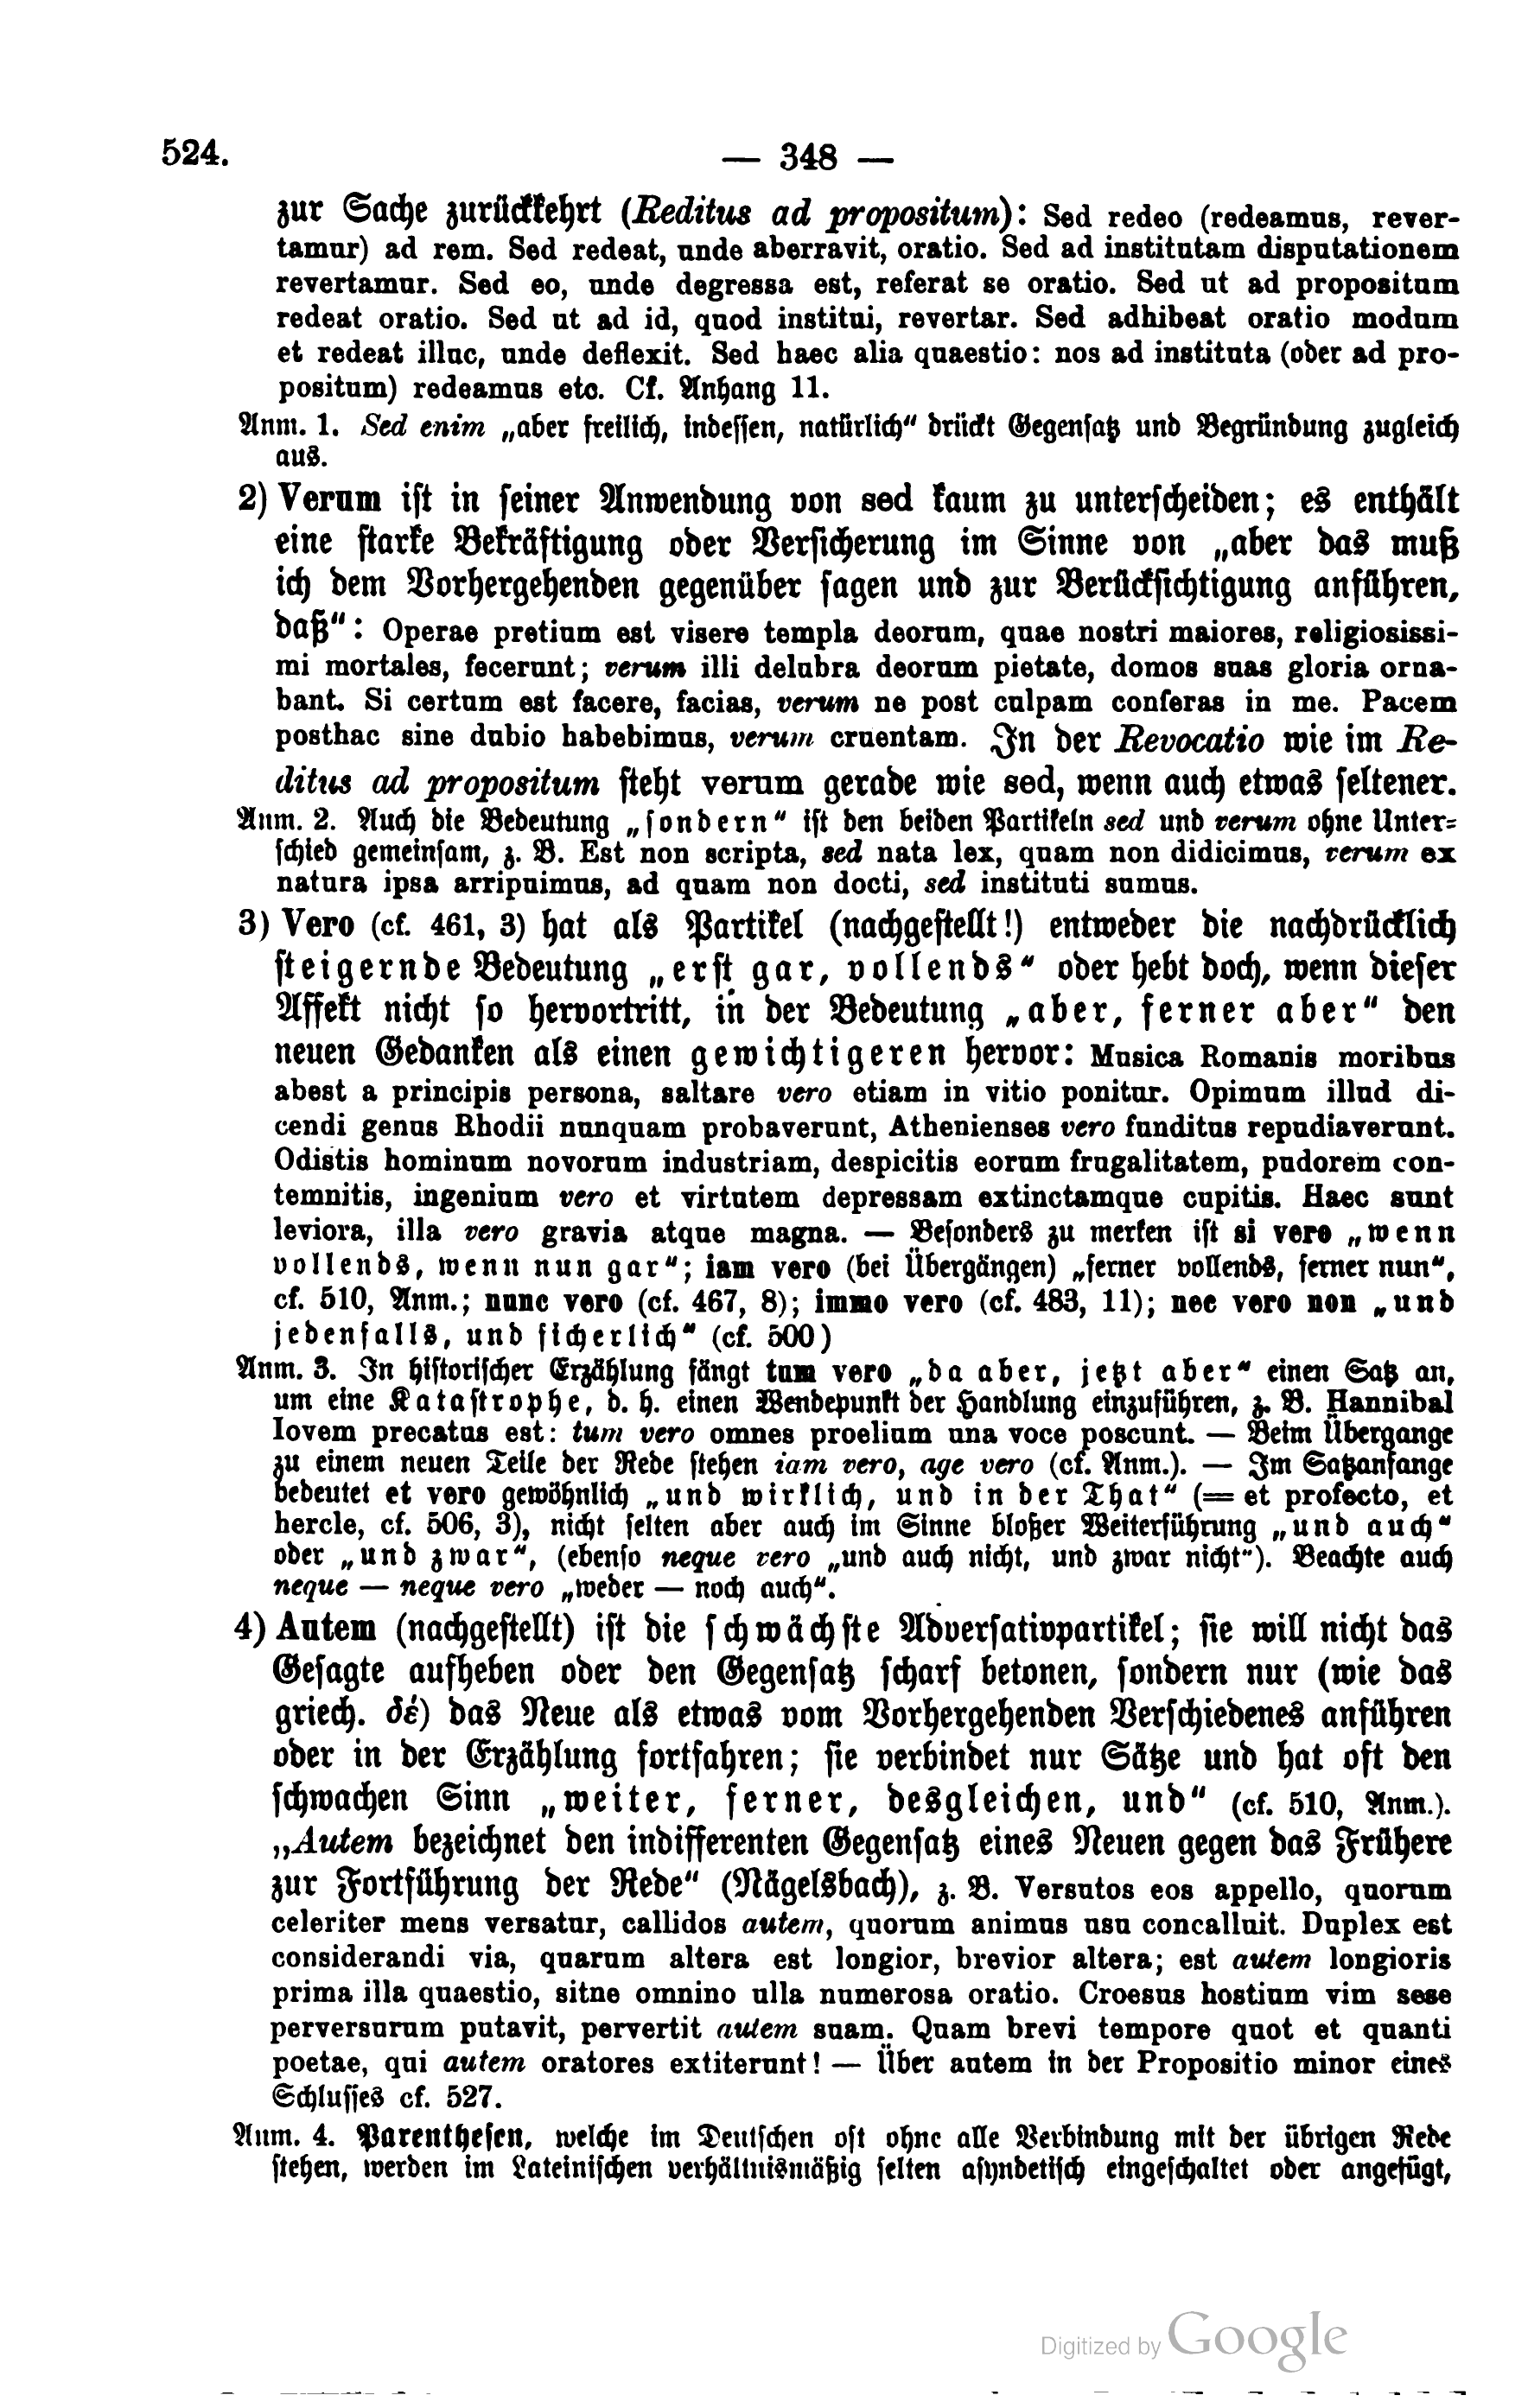 524.
— 348 —
zur Sache zurückkehrt (Reditus ad propositum): Sed redeo (redeamus, rever-
tamur) ad rem. Sed redeat, unde aberravit, oratio. Sed ad institutam disputationem
revertamur. Sed eo, unde degressa est, referat se oratio. Sed ut ad propositum
redeat oratio. Sed ut ad id, quod institui, revertar. Sed adhibeat oratio modum
et redeat illuc, unde deflexit. Sed haec alia quaestio: nos ad instituta (oder ad pro-
positum) redeamus etc. Cf. Anhang 11.
Anm. 1. Sed enim „aber freilich, indessen, natürlich“ drückt Gegensatz und Begründung zugleich
aus.
2) Verum ist in seiner Anwendung von sed kaum zu unterscheiden; es enthält
eine starke Bekräftigung oder Versicherung im Sinne von „aber das muß
ich dem Vorhergehenden gegenüber sagen und zur Berücksichtigung anführen,
daß“: Operae pretium est visere templa deorum, quae nostri maiores, religiosissi-
mi mortales, fecerunt; verum illi delubra deorum pietate, domos suas gloria orna-
bant. Si certum est facere, facias, verum ne post culpam conferas in me. Pacem
posthac sine dubio habebimus, verum cruentam. In der Revocatio wie im Re-
ditus ad propositum steht verum gerade wie sed, wenn auch etwas seltener.
Anm. 2. Auch die Bedeutung „sondern“ ist den beiden Partikeln sed und verum ohne Unter-
schied gemeinsam, z. B. Est non scripta, sed nata lex, quam non didicimus, verum ex
natura ipsa arripuimus, ad quam non docti, sed instituti sumus.
3) Vero (cf. 461, 3) hat als Partikel (nachgestellt!) entweder die nachdrücklich
steigernde Bedeutung „erst gar, vollends“ oder hebt doch, wenn dieser
Affekt nicht so hervortritt, in der Bedeutung „aber, ferner aber“ den
neuen Gedanken als einen gewichtigeren hervor: Musica Romanis moribus
abest a principis persona, saltare vero etiam in vitio ponitur. Opimum illud di-
cendi genus Rhodii nunquam probaverunt, Athenienses vero funditus repudiaverunt.
Odistis hominum novorum industriam, despicitis eorum frugalitatem, pudorem con-
temnitis, ingenium vero et virtutem depressam extinctamque cupitis. Haec sunt
leviora, illa vero gravia atque magna. — Besonders zu merken ist si vero „wenn
vollends, wenn nun gar“; iam vero (bei Übergängen) „ferner vollends, ferner nun“,
cf. 510, Anm.; nunc vero (cf. 467, 8); immo vero (cf. 483, 11); nec vero non „und
jedenfalls, und sicherlich“ (cf. 500)
Anm. 3. In historischer Erzählung fängt tum vero „da aber, jetzt aber“ einen Satz an,
um eine Katastrophe, d. h. einen Wendepunkt der Handlung einzuführen, z. B. Hannibal
Iovem precatus est: tum vero omnes proelium una voce poscunt. — Beim Übergange
zu einem neuen Teile der Rede stehen iam vero, age vero (cf. Anm.). — Im Satzanfange
bedeutet et vero gewöhnlich „und wirklich, und in der That“ (= et profecto, et
hercle, cf. 506, 3), nicht selten aber auch im Sinne bloßer Weiterführung „und auch“
oder „und zwar“, (ebenso neque vero „und auch nicht, und zwar nicht“). Beachte auch
neque — neque vero „weder — noch auch“.
4) Autem (nachgestellt) ist die schwächste Adversativpartikel; sie will nicht das
Gesagte aufheben oder den Gegensatz scharf betonen, sondern nur (wie das
griech. δέ) das Neue als etwas vom Vorhergehenden Verschiedenes anführen
oder in der Erzählung fortfahren; sie verbindet nur Sätze und hat oft den
schwachen Sinn „weiter, ferner, desgleichen, und“ (cf. 510, Anm.).
„Autem bezeichnet den indifferenten Gegensatz eines Neuen gegen das Frühere
zur Fortführung der Rede“ (Nägelsbach), z. B. Versutos eos appello, quorum
celeriter mens versatur, callidos autem, quorum animus usu concalluit. Duplex est
considerandi via, quarum altera est longior, brevior altera; est autem longioris
prima illa quaestio, sitne omnino ulla numerosa oratio. Croesus hostium vim sese
perversurum putavit, pervertit autem suam. Quam brevi tempore quot et quanti
poetae, qui autem oratores extiterunt! — Über autem in der Propositio minor eines
Schlusses cf. 527.
Anm. 4. Parenthesen, welche im Deutschen oft ohne alle Verbindung mit der übrigen Rede
stehen, werden im Lateinischen verhältnismäßig selten asyndetisch eingeschaltet oder angefügt,
Digitized by Google